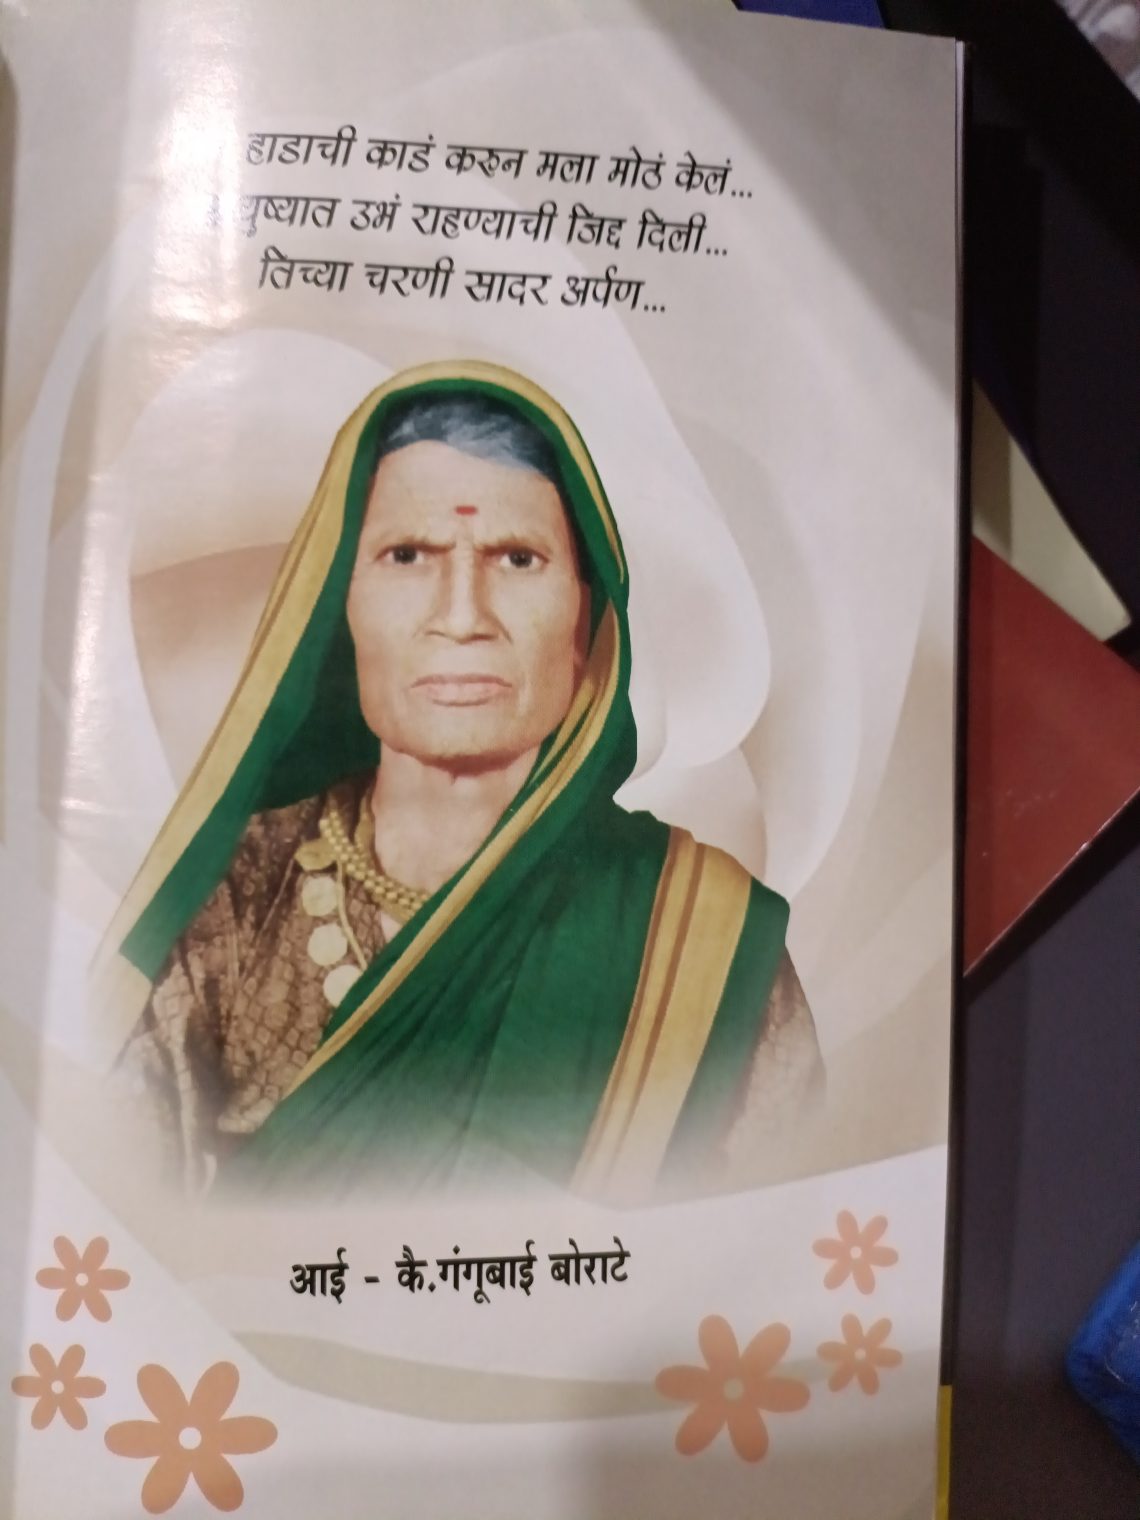 हाडाची काडं करुन मला मोठं केलं...
उभं राहण्याची जिद्द दिली...
तिच्या चरणी सादर अर्पण...
आई - कै.गंगूबाई बोराटे